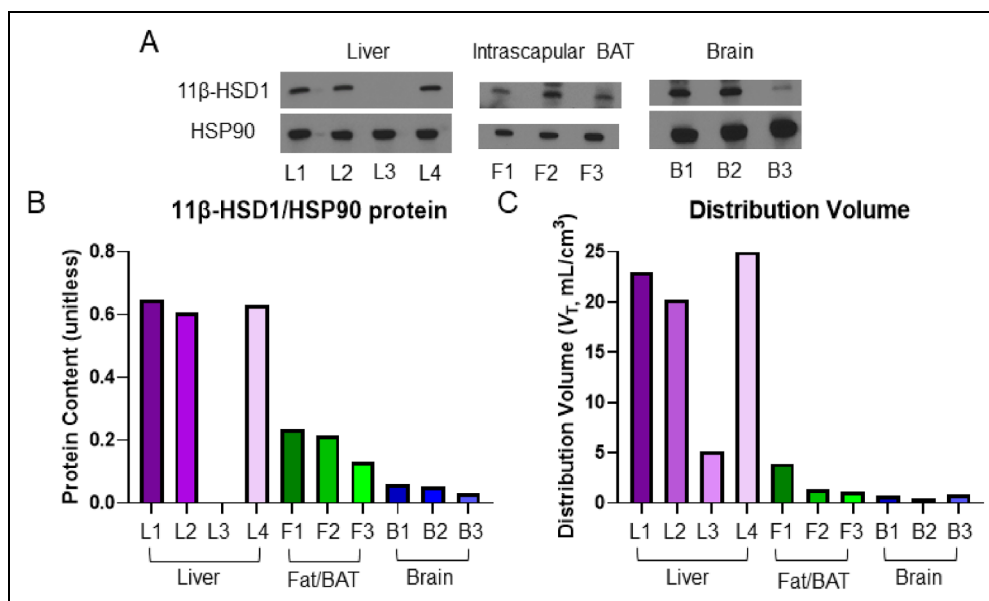 A
Liver
Intrascapular BAT
Brain
11β-HSD1
HSP90
L1 L2 L3 L4
F1 F2 F3
B1 B2 B3
B
11β-HSD1/HSP90 protein
Protein Content (unitless)
0.8
0.6
0.4
0.2
0.0
L1 L2 L3 L4 F1 F2 F3 B1 B2 B3
Liver Fat/BAT Brain
C
Distribution Volume
Distribution Volume (VT, mL/cm³)
25
20
15
10
5
0
L1 L2 L3 L4 F1 F2 F3 B1 B2 B3
Liver Fat/BAT Brain